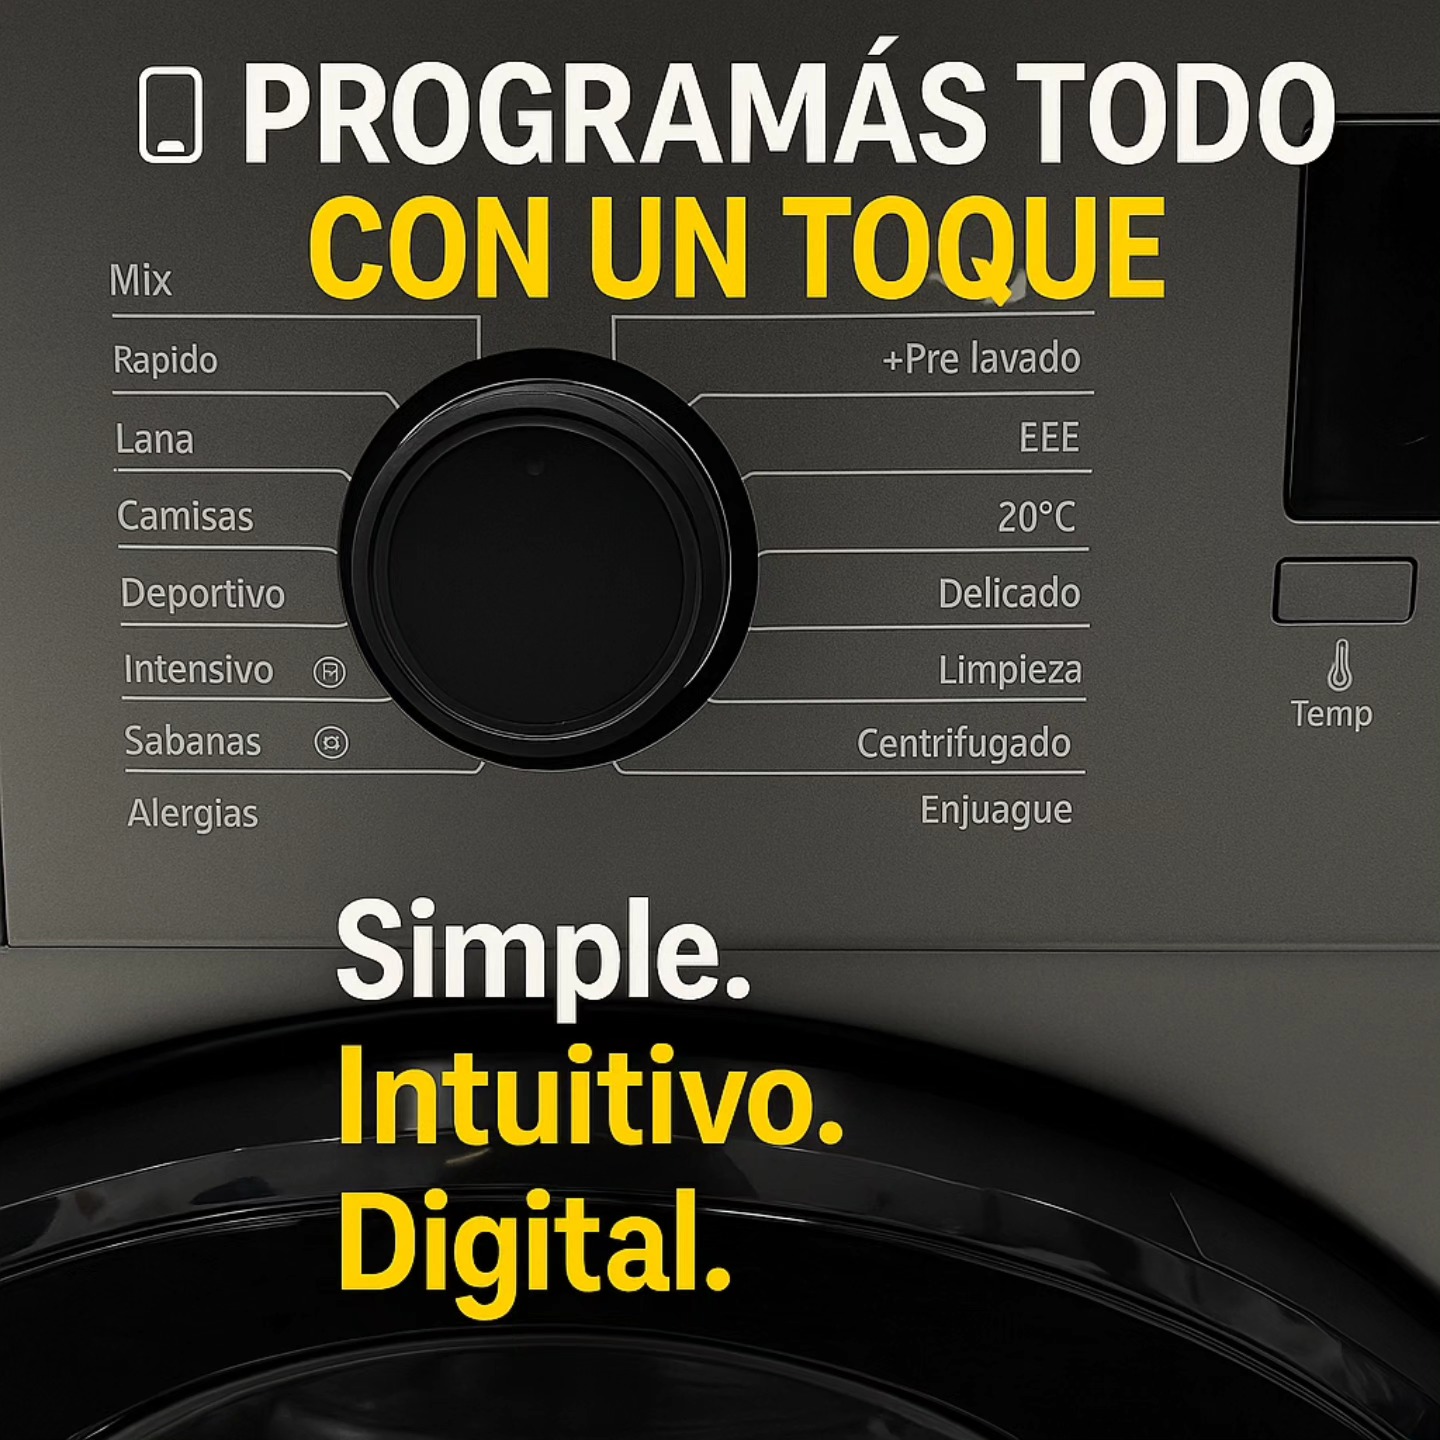 PROGRAMÁS TODO
CON UN TOQUE
Mix
Rapido
Lana
Camisas
Deportivo
Intensivo
Sabanas
Alergias
+Pre lavado
EEE
20°C
Delicado
Limpieza
Centrifugado
Enjuague
Temp
Simple.
Intuitivo.
Digital.